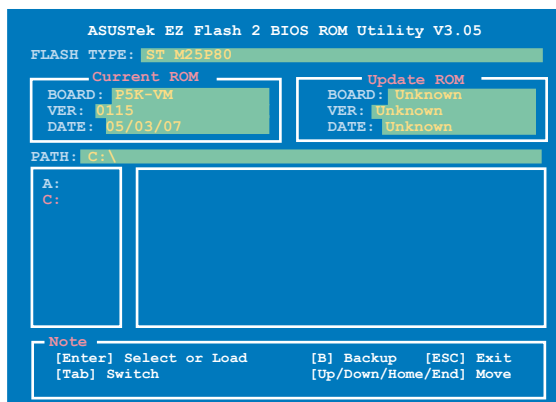 ASUSTek EZ Flash 2 BIOS ROM Utility V3.05
FLASH TYPE: ST M25P80
Current ROM
BOARD: P5K-VM
VER: 0115
DATE: 05/03/07
Update ROM
BOARD: Unknown
VER: Unknown
DATE: Unknown
PATH: C:\
A:
C:
Note
[Enter] Select or Load [B] Backup [ESC] Exit
[Tab] Switch [Up/Down/Home/End] Move